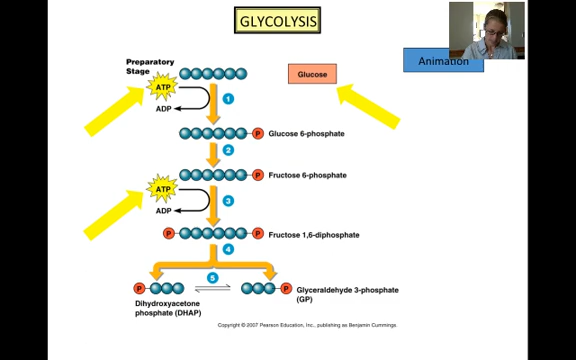 GLYCOLYSIS
Animation
Preparatory
Stage
Glucose
ATP
1
ADP
P
Glucose 6-phosphate
2
P
Fructose 6-phosphate
ATP
3
ADP
P
P
Fructose 1,6-diphosphate
4
5
P
P
Glyceraldehyde 3-phosphate
(GP)
Dihydroxyacetone
phosphate (DHAP)
Copyright © 2007 Pearson Education, Inc., publishing as Benjamin Cummings.